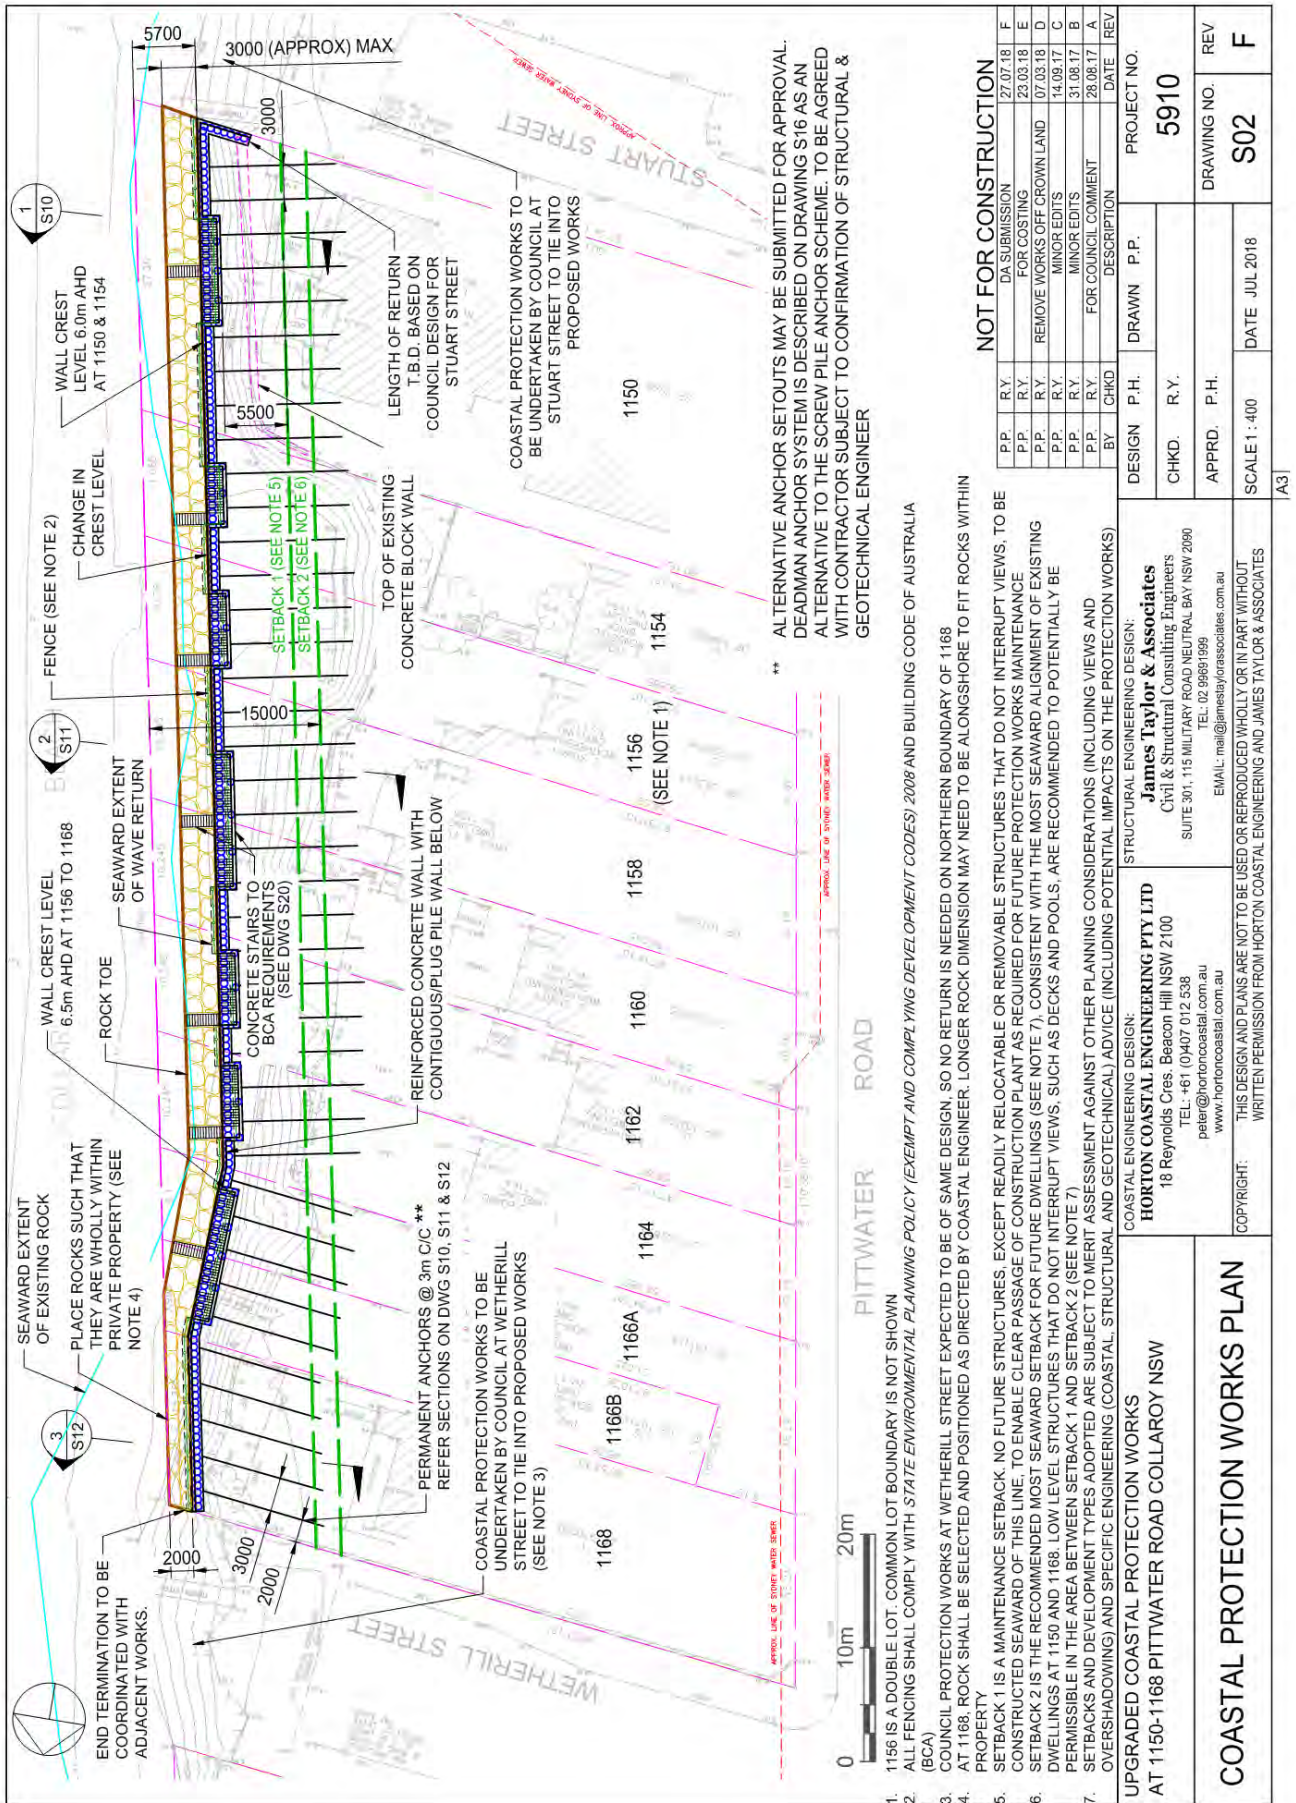 END TERMINATION TO BE
COORDINATED WITH
ADJACENT WORKS.
SEAWARD EXTENT
OF EXISTING ROCK
PLACE ROCKS SUCH THAT
THEY ARE WHOLLY WITHIN
PRIVATE PROPERTY (SEE
NOTE 4)
WALL CREST LEVEL
6.5m AHD AT 1156 TO 1168
ROCK TOE
SEAWARD EXTENT
OF WAVE RETURN
FENCE (SEE NOTE 2)
CHANGE IN
CREST LEVEL
WALL CREST
LEVEL 6.0m AHD
AT 1150 & 1154
3
S12
2
S11
1
S10
5700
3000 (APPROX) MAX
3000
5500
15000
2000
3000
2000
SETBACK 1 (SEE NOTE 5)
SETBACK 2 (SEE NOTE 6)
CONCRETE STAIRS TO
BCA REQUIREMENTS
(SEE DWG S20)
REINFORCED CONCRETE WALL WITH
CONTIGUOUS/PLUG PILE WALL BELOW
TOP OF EXISTING
CONCRETE BLOCK WALL
LENGTH OF RETURN
T.B.D. BASED ON
COUNCIL DESIGN FOR
STUART STREET
COASTAL PROTECTION WORKS TO
BE UNDERTAKEN BY COUNCIL AT
STUART STREET TO TIE INTO
PROPOSED WORKS
PERMANENT ANCHORS @ 3m C/C **
REFER SECTIONS ON DWG S10, S11 & S12
COASTAL PROTECTION WORKS TO BE
UNDERTAKEN BY COUNCIL AT WETHERILL
STREET TO TIE INTO PROPOSED WORKS
(SEE NOTE 3)
1168
1166B
1166A
1164
1162
1160
1158
1156
(SEE NOTE 1)
1154
1150
WETHERILL STREET
STUART STREET
PITTWATER ROAD
APPROX. LINE OF SYDNEY WATER SEWER
APPROX. LINE OF SYDNEY WATER SEWER
APPROX. LINE OF SYDNEY WATER SEWER
0 10m 20m
** ALTERNATIVE ANCHOR SETOUTS MAY BE SUBMITTED FOR APPROVAL.
DEADMAN ANCHOR SYSTEM IS DESCRIBED ON DRAWING S16 AS AN
ALTERNATIVE TO THE SCREW PILE ANCHOR SCHEME. TO BE AGREED
WITH CONTRACTOR SUBJECT TO CONFIRMATION OF STRUCTURAL &
GEOTECHNICAL ENGINEER
1. 1156 IS A DOUBLE LOT. COMMON LOT BOUNDARY IS NOT SHOWN
2. ALL FENCING SHALL COMPLY WITH STATE ENVIRONMENTAL PLANNING POLICY (EXEMPT AND COMPLYING DEVELOPMENT CODES) 2008 AND BUILDING CODE OF AUSTRALIA
(BCA)
3. COUNCIL PROTECTION WORKS AT WETHERILL STREET EXPECTED TO BE OF SAME DESIGN, SO NO RETURN IS NEEDED ON NORTHERN BOUNDARY OF 1168
4. AT 1168, ROCK SHALL BE SELECTED AND POSITIONED AS DIRECTED BY COASTAL ENGINEER. LONGER ROCK DIMENSION MAY NEED TO BE ALONGSHORE TO FIT ROCKS WITHIN
PROPERTY
5. SETBACK 1 IS A MAINTENANCE SETBACK. NO FUTURE STRUCTURES, EXCEPT READILY RELOCATABLE OR REMOVABLE STRUCTURES THAT DO NOT INTERRUPT VIEWS, TO BE
CONSTRUCTED SEAWARD OF THIS LINE, TO ENABLE CLEAR PASSAGE OF CONSTRUCTION PLANT AS REQUIRED FOR FUTURE PROTECTION WORKS MAINTENANCE
6. SETBACK 2 IS THE RECOMMENDED MOST SEAWARD SETBACK FOR FUTURE DWELLINGS (SEE NOTE 7), CONSISTENT WITH THE MOST SEAWARD ALIGNMENT OF EXISTING
DWELLINGS AT 1150 AND 1168. LOW LEVEL STRUCTURES THAT DO NOT INTERRUPT VIEWS, SUCH AS DECKS AND POOLS, ARE RECOMMENDED TO POTENTIALLY BE
PERMISSIBLE IN THE AREA BETWEEN SETBACK 1 AND SETBACK 2 (SEE NOTE 7)
7. SETBACKS AND DEVELOPMENT TYPES ADOPTED ARE SUBJECT TO MERIT ASSESSMENT AGAINST OTHER PLANNING CONSIDERATIONS (INCLUDING VIEWS AND
OVERSHADOWING) AND SPECIFIC ENGINEERING (COASTAL, STRUCTURAL AND GEOTECHNICAL) ADVICE (INCLUDING POTENTIAL IMPACTS ON THE PROTECTION WORKS)
NOT FOR CONSTRUCTION
P.P. R.Y. DA SUBMISSION 27.07.18 F
P.P. R.Y. FOR COSTING 23.03.18 E
P.P. R.Y. REMOVE WORKS OFF CROWN LAND 07.03.18 D
P.P. R.Y. MINOR EDITS 14.09.17 C
P.P. R.Y. MINOR EDITS 31.08.17 B
P.P. R.Y. FOR COUNCIL COMMENT 28.08.17 A
BY CHKD DESCRIPTION DATE REV
UPGRADED COASTAL PROTECTION WORKS
AT 1150-1168 PITTWATER ROAD COLLAROY NSW
COASTAL PROTECTION WORKS PLAN
COASTAL ENGINEERING DESIGN:
HORTON COASTAL ENGINEERING PTY LTD
18 Reynolds Cres. Beacon Hill NSW 2100
TEL: +61 (0)407 012 538
peter@hortoncoastal.com.au
www.hortoncoastal.com.au
STRUCTURAL ENGINEERING DESIGN:
James Taylor & Associates
Civil & Structural Consulting Engineers
SUITE 301, 115 MILITARY ROAD NEUTRAL BAY NSW 2090
TEL: 02 99691999
EMAIL: mail@jamestaylorassociates.com.au
COPYRIGHT: THIS DESIGN AND PLANS ARE NOT TO BE USED OR REPRODUCED WHOLLY OR IN PART WITHOUT
WRITTEN PERMISSION FROM HORTON COASTAL ENGINEERING AND JAMES TAYLOR & ASSOCIATES
DESIGN P.H. DRAWN P.P.
CHKD. R.Y.
APPRD. P.H.
SCALE 1 : 400 DATE JUL 2018
PROJECT NO.
5910
DRAWING NO. REV
S02 F
A3